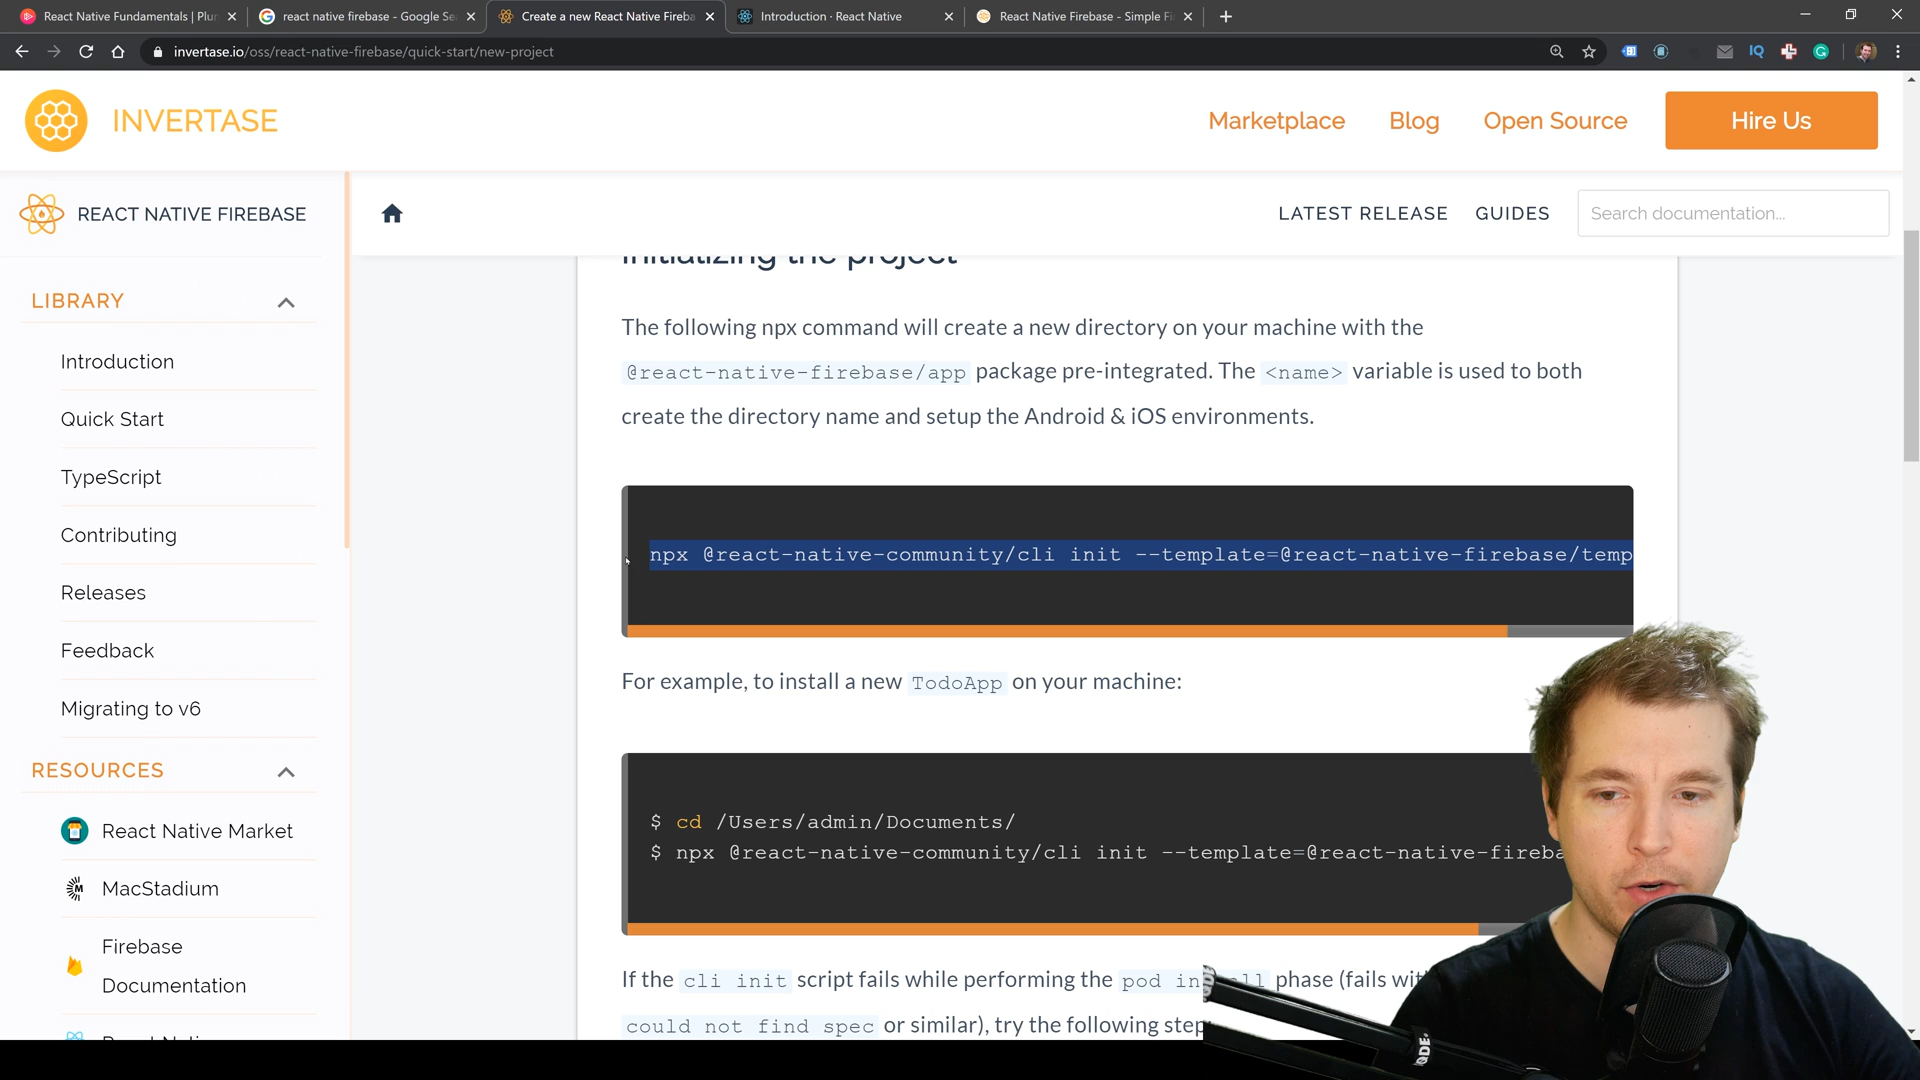 React Native Fundamentals | Plur
react native firebase - Google Se
Create a new React Native Fireba
Introduction · React Native
React Native Firebase - Simple Fi
invertase.io/oss/react-native-firebase/quick-start/new-project
INVERTASE
Marketplace
Blog
Open Source
Hire Us
REACT NATIVE FIREBASE
LATEST RELEASE
GUIDES
Search documentation...
LIBRARY
Introduction
Quick Start
TypeScript
Contributing
Releases
Feedback
Migrating to v6
RESOURCES
React Native Market
MacStadium
Firebase
Documentation
Initializing the project
The following npx command will create a new directory on your machine with the
@react-native-firebase/app package pre-integrated. The <name> variable is used to both
create the directory name and setup the Android & iOS environments.
npx @react-native-community/cli init --template=@react-native-firebase/temp
For example, to install a new TodoApp on your machine:
$ cd /Users/admin/Documents/
$ npx @react-native-community/cli init --template=@react-native-fireba
If the cli init script fails while performing the pod in ll phase (fails wit
could not find spec or similar), try the following step